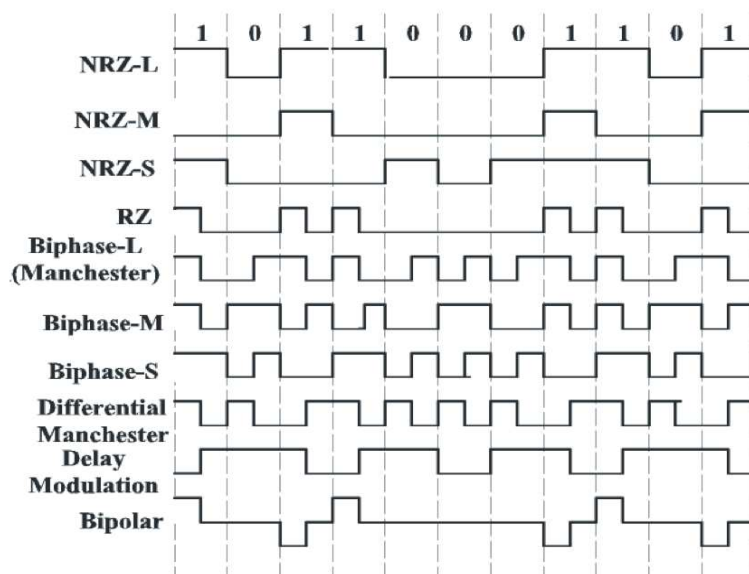 1 0 1 1 0 0 0 1 1 0 1
NRZ-L
NRZ-M
NRZ-S
RZ
Biphase-L
(Manchester)
Biphase-M
Biphase-S
Differential
Manchester
Delay
Modulation
Bipolar